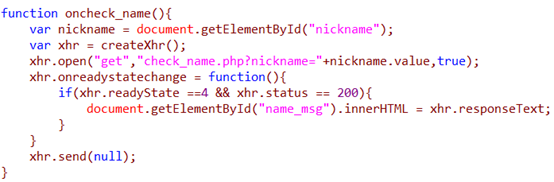 function oncheck_name(){
    var nickname = document.getElementById("nickname");
    var xhr = createXhr();
    xhr.open("get","check_name.php?nickname="+nickname.value,true);
    xhr.onreadystatechange = function(){
        if(xhr.readyState ==4 && xhr.status == 200){
            document.getElementById("name_msg").innerHTML = xhr.responseText;
        }
    }
    xhr.send(null);
}